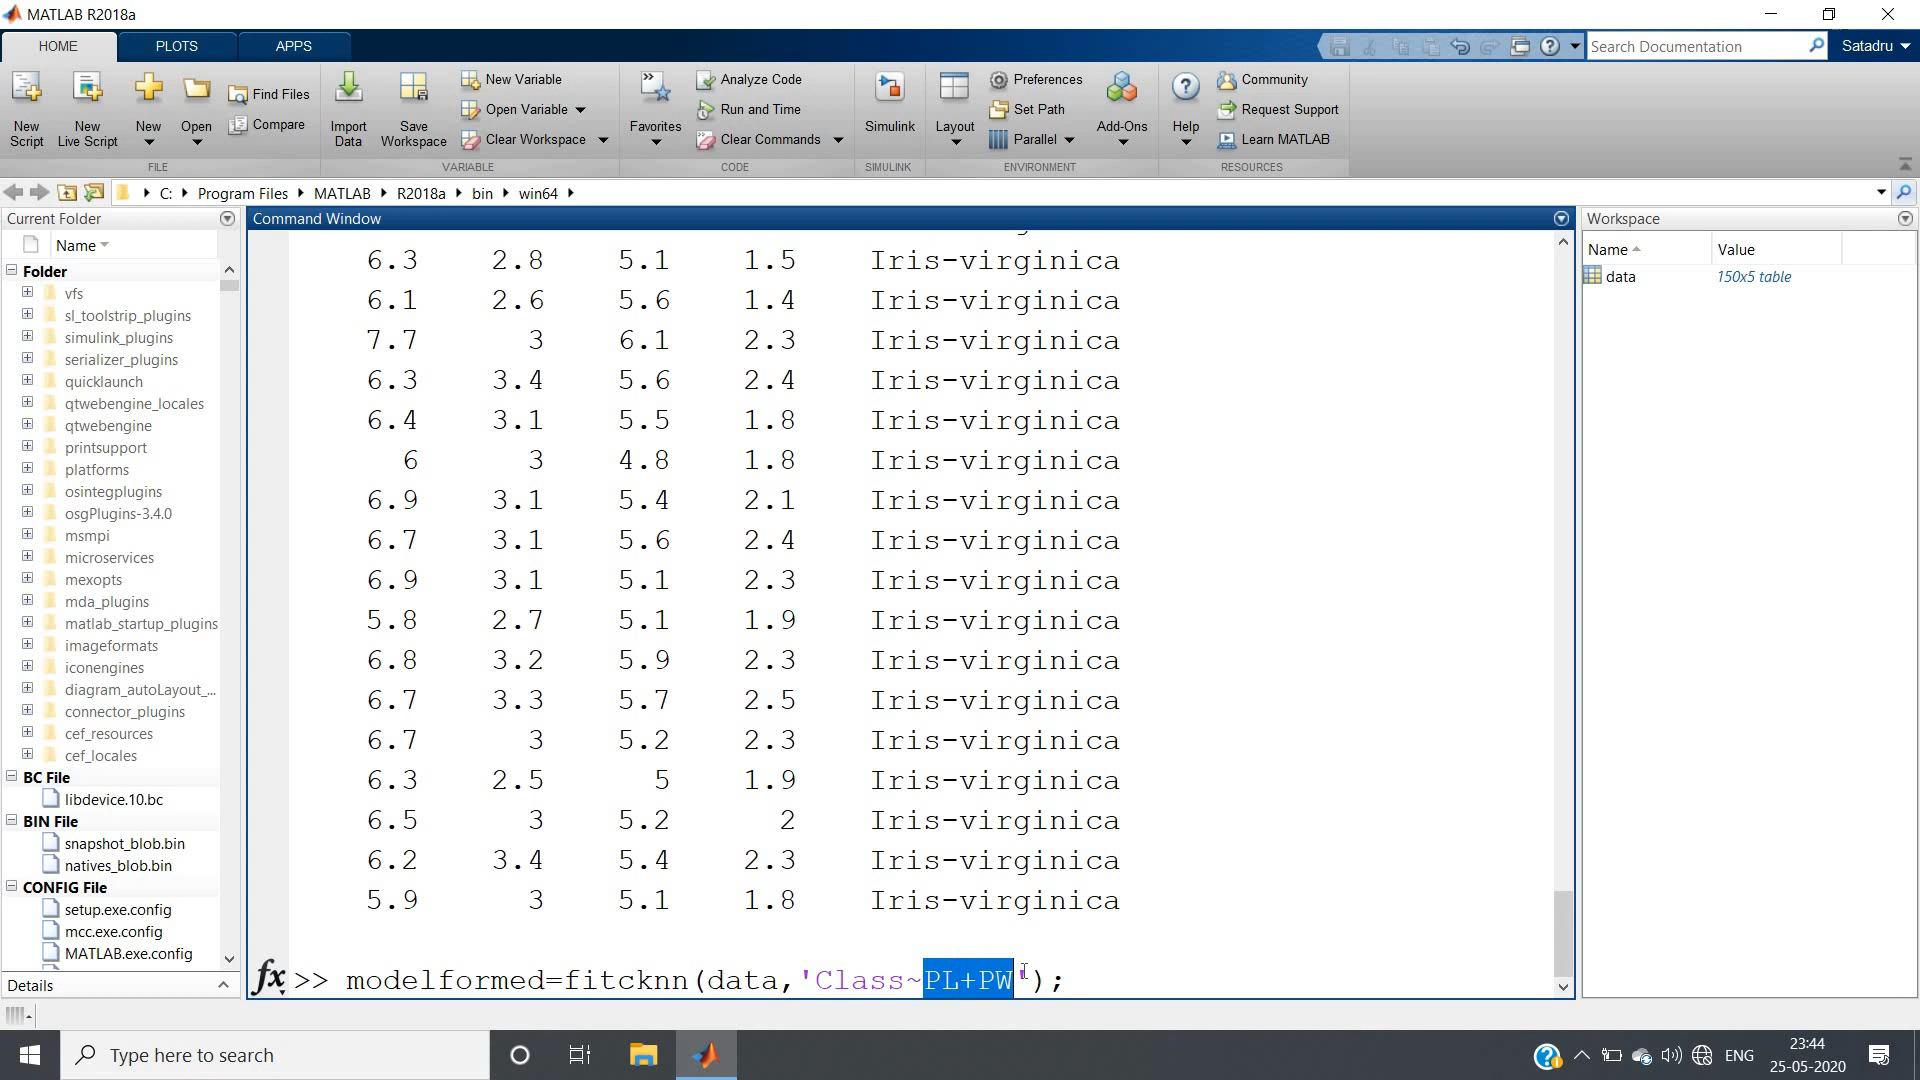 MATLAB R2018a
HOME PLOTS APPS
Search Documentation Satadru
New Script
New Live Script
New
Open
Find Files
Compare
FILE
Import Data
Save Workspace
New Variable
Open Variable
Clear Workspace
VARIABLE
Favorites
Analyze Code
Run and Time
Clear Commands
CODE
Simulink
SIMULINK
Layout
Preferences
Set Path
Parallel
Add-Ons
ENVIRONMENT
Help
Community
Request Support
Learn MATLAB
RESOURCES
C: Program Files MATLAB R2018a bin win64
Current Folder
Name
Folder
vfs
sl_toolstrip_plugins
simulink_plugins
serializer_plugins
quicklaunch
qtwebengine_locales
qtwebengine
printsupport
platforms
osintegplugins
osgPlugins-3.4.0
msmpi
microservices
mexopts
mda_plugins
matlab_startup_plugins
imageformats
iconengines
diagram_autoLayout_...
connector_plugins
cef_resources
cef_locales
BC File
libdevice.10.bc
BIN File
snapshot_blob.bin
natives_blob.bin
CONFIG File
setup.exe.config
mcc.exe.config
MATLAB.exe.config
Details
Command Window
6.3 2.8 5.1 1.5 Iris-virginica
6.1 2.6 5.6 1.4 Iris-virginica
7.7 3 6.1 2.3 Iris-virginica
6.3 3.4 5.6 2.4 Iris-virginica
6.4 3.1 5.5 1.8 Iris-virginica
6 3 4.8 1.8 Iris-virginica
6.9 3.1 5.4 2.1 Iris-virginica
6.7 3.1 5.6 2.4 Iris-virginica
6.9 3.1 5.1 2.3 Iris-virginica
5.8 2.7 5.1 1.9 Iris-virginica
6.8 3.2 5.9 2.3 Iris-virginica
6.7 3.3 5.7 2.5 Iris-virginica
6.7 3 5.2 2.3 Iris-virginica
6.3 2.5 5 1.9 Iris-virginica
6.5 3 5.2 2 Iris-virginica
6.2 3.4 5.4 2.3 Iris-virginica
5.9 3 5.1 1.8 Iris-virginica
fx >> modelformed=fitcknn(data,'Class~PL+PW');
Workspace
Name Value
data 150x5 table
Type here to search
ENG
23:44
25-05-2020